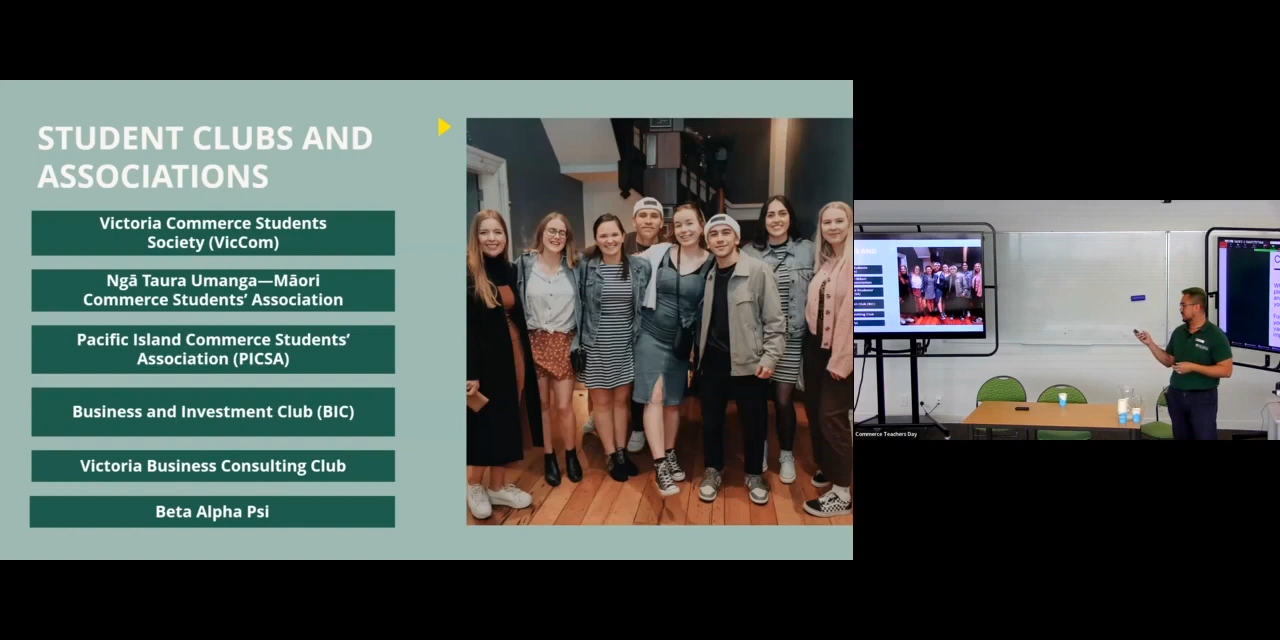 STUDENT CLUBS AND
ASSOCIATIONS
Victoria Commerce Students
Society (VicCom)
Ngā Taura Umanga—Māori
Commerce Students’ Association
Pacific Island Commerce Students’
Association (PICSA)
Business and Investment Club (BIC)
Victoria Business Consulting Club
Beta Alpha Psi
Commerce Teachers Day